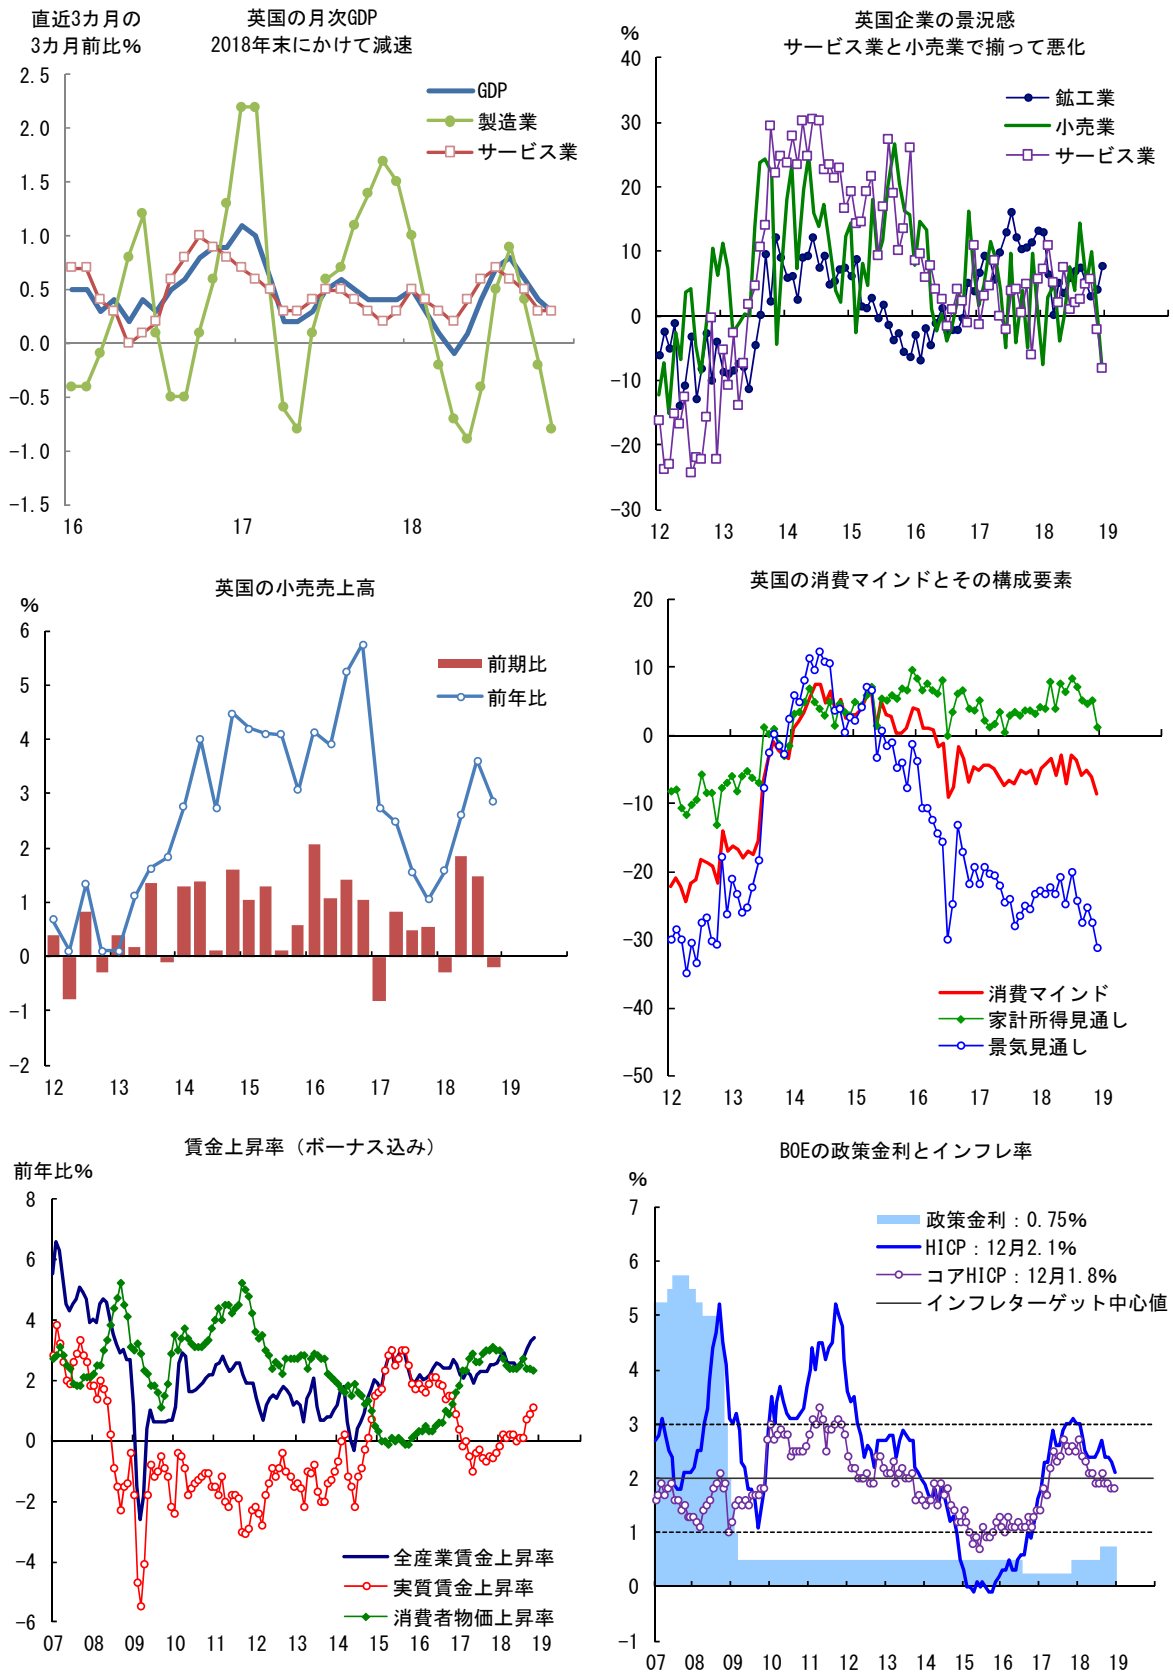 直近3カ月の
3カ月前比%
英国の月次GDP
2018年末にかけて減速
GDP
製造業
サービス業
2.5
2.0
1.5
1.0
0.5
0.0
-0.5
-1.0
-1.5
16 17 18
英国企業の景況感
サービス業と小売業で揃って悪化
%
鉱工業
小売業
サービス業
40
30
20
10
0
-10
-20
-30
12 13 14 15 16 17 18 19
英国の小売売上高
%
前期比
前年比
6
5
4
3
2
1
0
-1
-2
12 13 14 15 16 17 18 19
英国の消費マインドとその構成要素
20
10
0
-10
-20
-30
-40
-50
消費マインド
家計所得見通し
景気見通し
12 13 14 15 16 17 18 19
賃金上昇率（ボーナス込み）
前年比%
8
6
4
2
0
-2
-4
-6
全産業賃金上昇率
実質賃金上昇率
消費者物価上昇率
07 08 09 10 11 12 13 14 15 16 17 18 19
BOEの政策金利とインフレ率
%
政策金利：0.75%
HICP：12月2.1%
コアHICP：12月1.8%
インフレターゲット中心値
7
6
5
4
3
2
1
0
-1
07 08 09 10 11 12 13 14 15 16 17 18 19